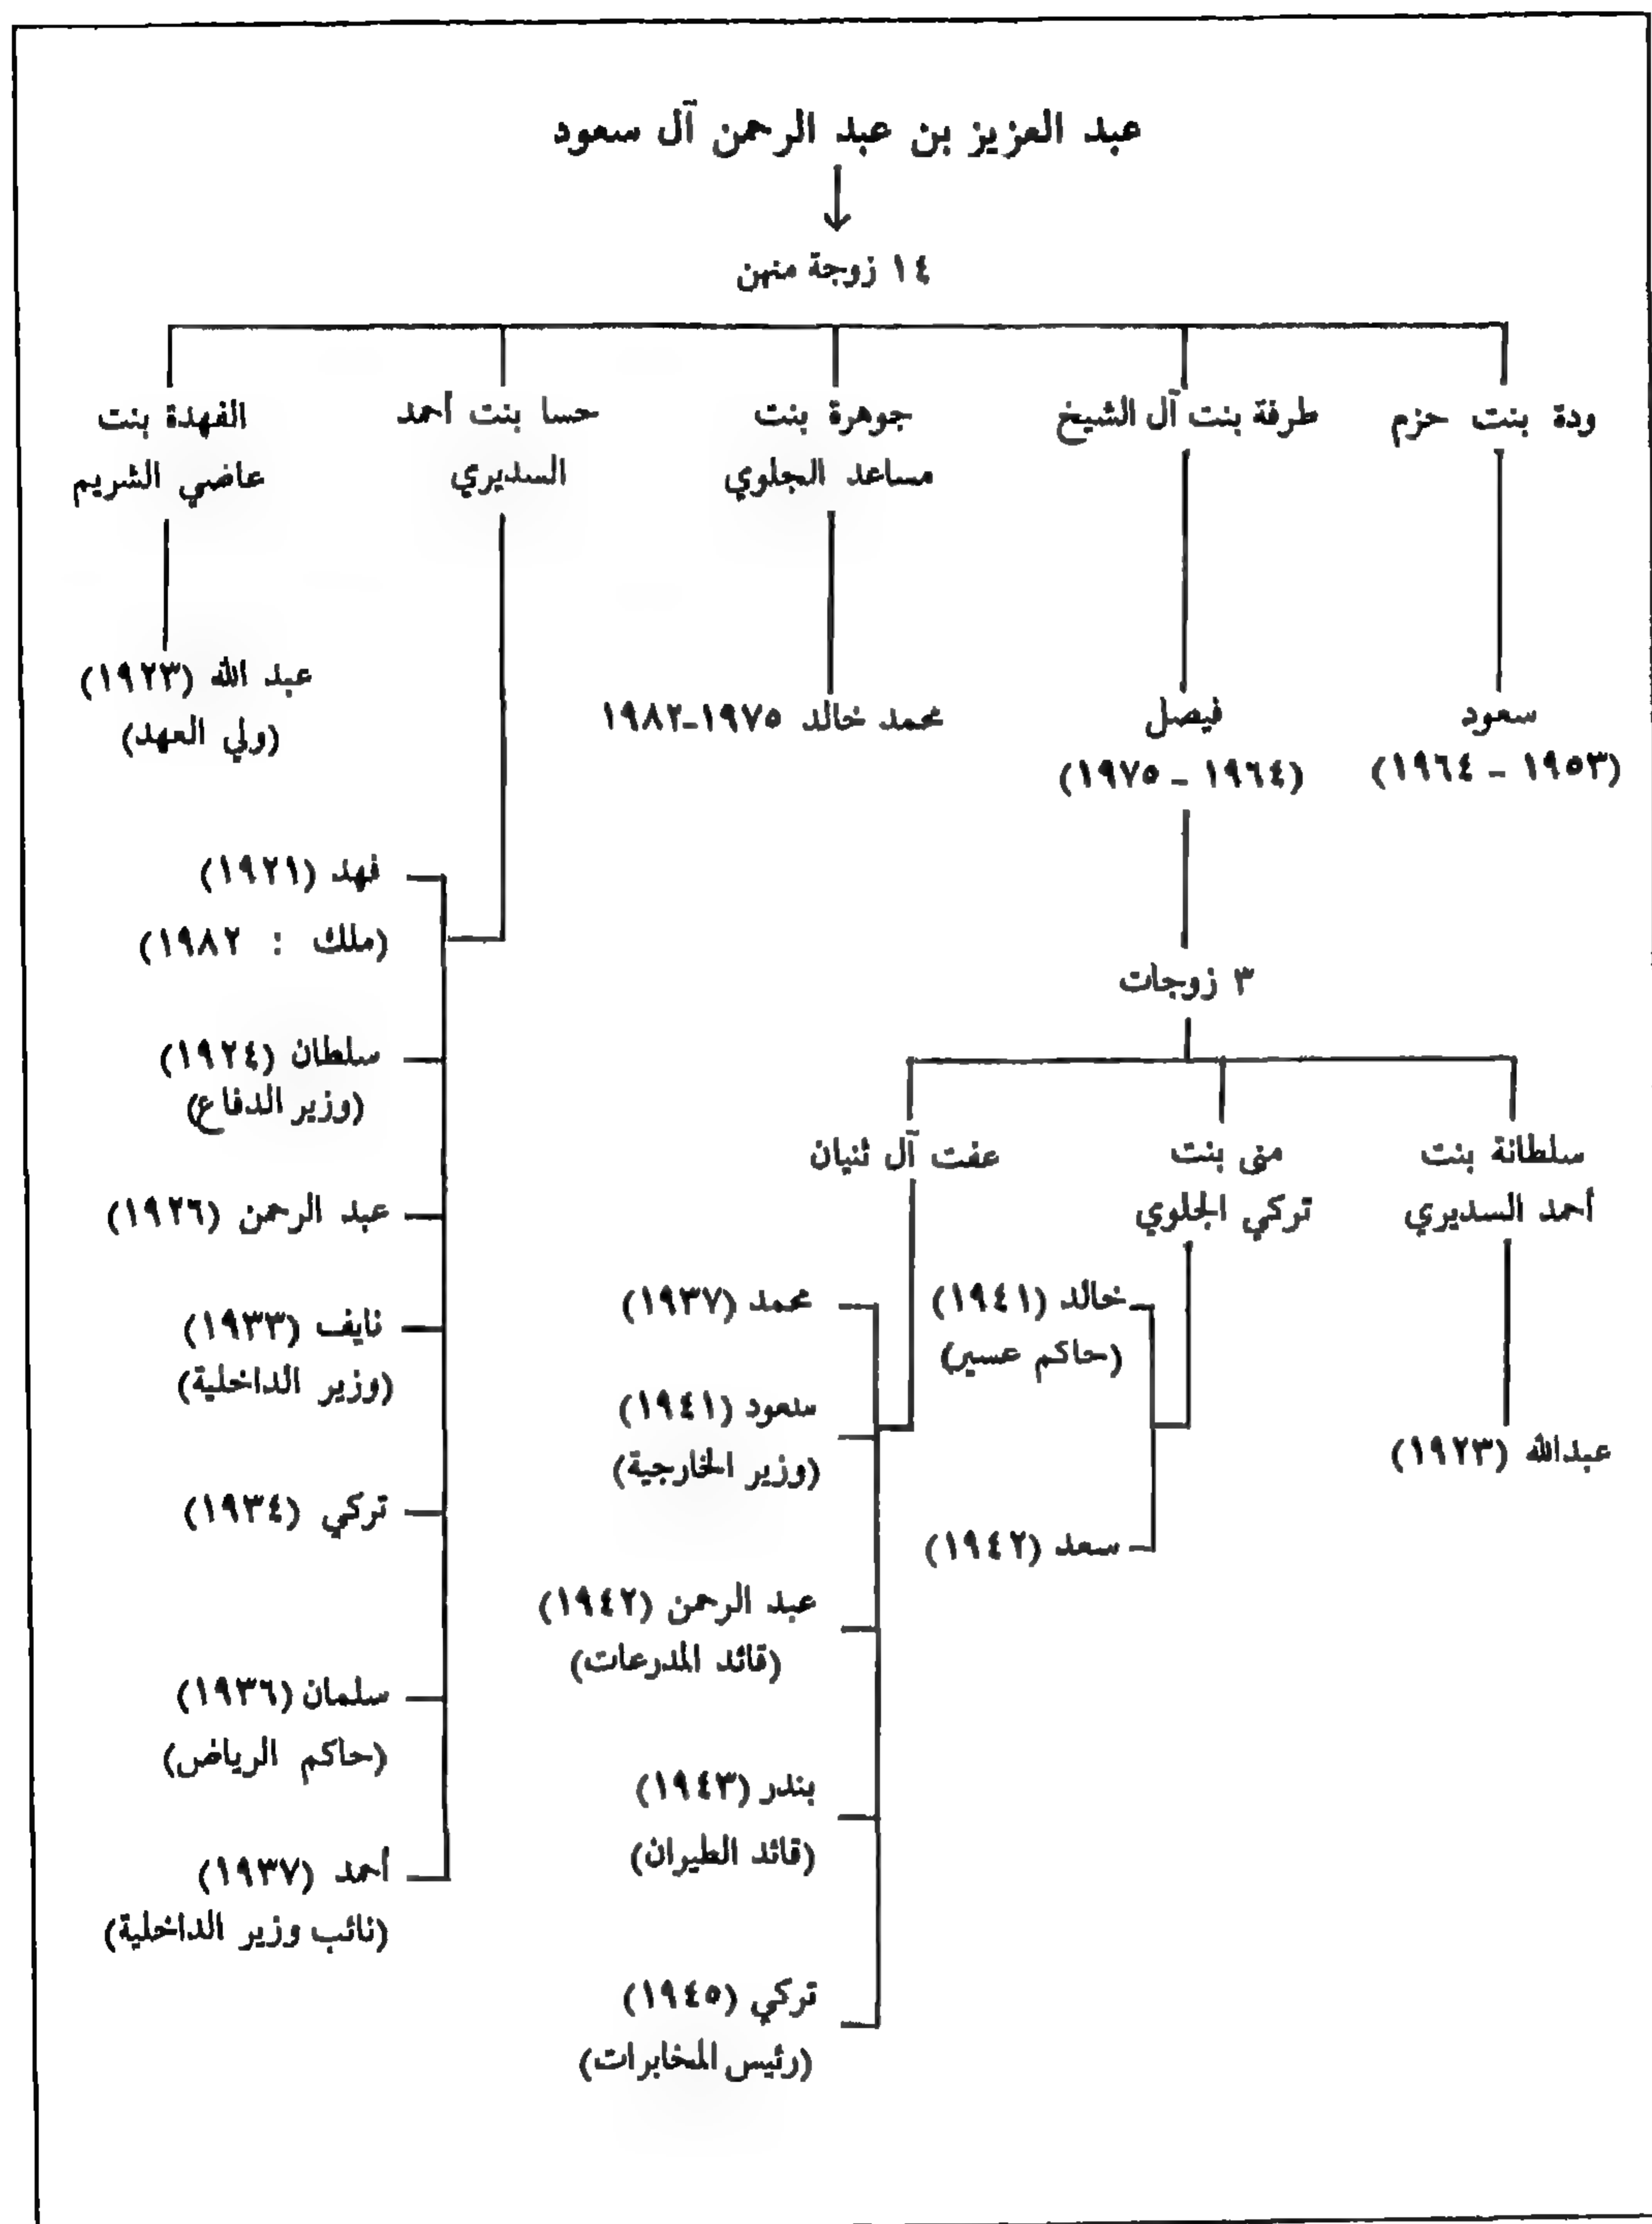 عبد العزيز بن عبد الرحمن آل سعود
١٤ زوجة منهن
ودة بنت حزم
سعود
(١٩٥٣ - ١٩٦٤)
طرفة بنت آل الشيخ
فيصل
(١٩٦٤ - ١٩٧٥)
٣ زوجات
سلطانة بنت
أحمد السديري
عبدالله (١٩٢٣)
منى بنت
تركي الجلوي
خالد (١٩٤١)
(حاكم عسير)
سعد (١٩٤٢)
عفت آل ثنيان
محمد (١٩٣٧)
سعود (١٩٤١)
(وزير الخارجية)
عبد الرحمن (١٩٤٢)
(قائد المدرعات)
بندر (١٩٤٣)
(قائد الطيران)
تركي (١٩٤٥)
(رئيس المخابرات)
جوهرة بنت
مساعد الجلوي
محمد خالد ١٩٧٥-١٩٨٢
حسا بنت أحمد
السديري
فهد (١٩٢١)
(ملك : ١٩٨٢)
سلطان (١٩٢٤)
(وزير الدفاع)
عبد الرحمن (١٩٢٦)
نايف (١٩٣٣)
(وزير الداخلية)
تركي (١٩٣٤)
سلمان (١٩٣٦)
(حاكم الرياض)
أحمد (١٩٣٧)
(نائب وزير الداخلية)
الفهدة بنت
عاضي الشريم
عبد الله (١٩٢٣)
(ولي العهد)